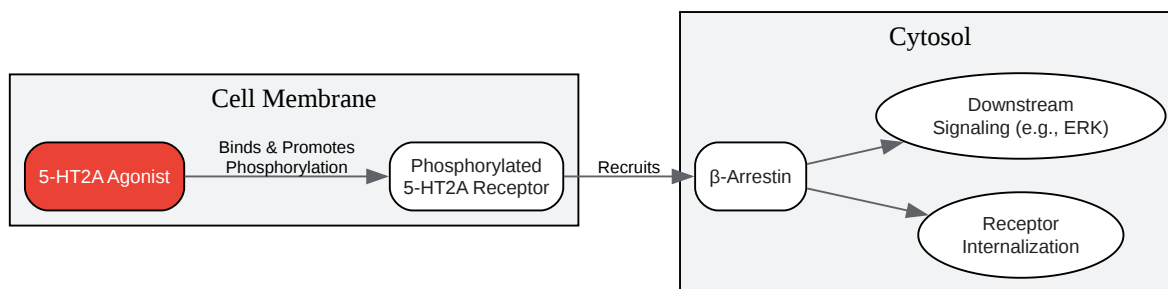 Cell Membrane
5-HT2A Agonist
Binds & Promotes
Phosphorylation
Phosphorylated
5-HT2A Receptor
Recruits
Cytosol
β-Arrestin
Downstream
Signaling (e.g., ERK)
Receptor
Internalization